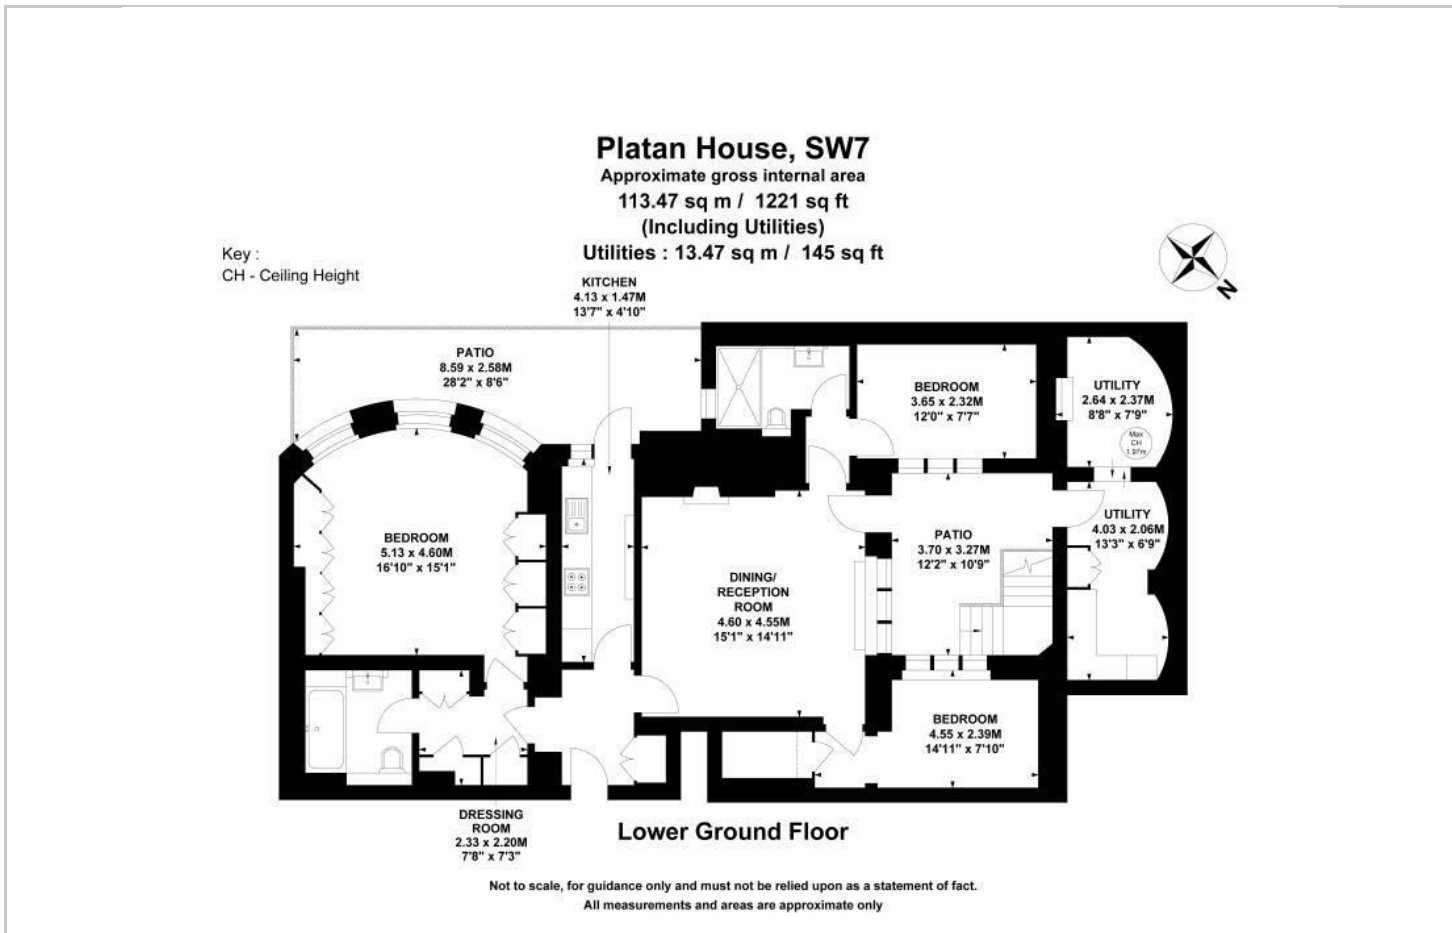 Platan House, SW7
Approximate gross internal area
113.47 sq m / 1221 sq ft
(Including Utilities)
Utilities : 13.47 sq m / 145 sq ft
Key :
CH - Ceiling Height
N
KITCHEN
4.13 x 1.47M
13'7" x 4'10"
PATIO
8.59 x 2.58M
28'2" x 8'6"
BEDROOM
3.65 x 2.32M
12'0" x 7'7"
UTILITY
2.64 x 2.37M
8'8" x 7'9"
Max
CH
1.97m
BEDROOM
5.13 x 4.60M
16'10" x 15'1"
DINING/
RECEPTION
ROOM
4.60 x 4.55M
15'1" x 14'11"
PATIO
3.70 x 3.27M
12'2" x 10'9"
UTILITY
4.03 x 2.06M
13'3" x 6'9"
BEDROOM
4.55 x 2.39M
14'11" x 7'10"
DRESSING
ROOM
2.33 x 2.20M
7'8" x 7'3"
Lower Ground Floor
Not to scale, for guidance only and must not be relied upon as a statement of fact.
All measurements and areas are approximate only